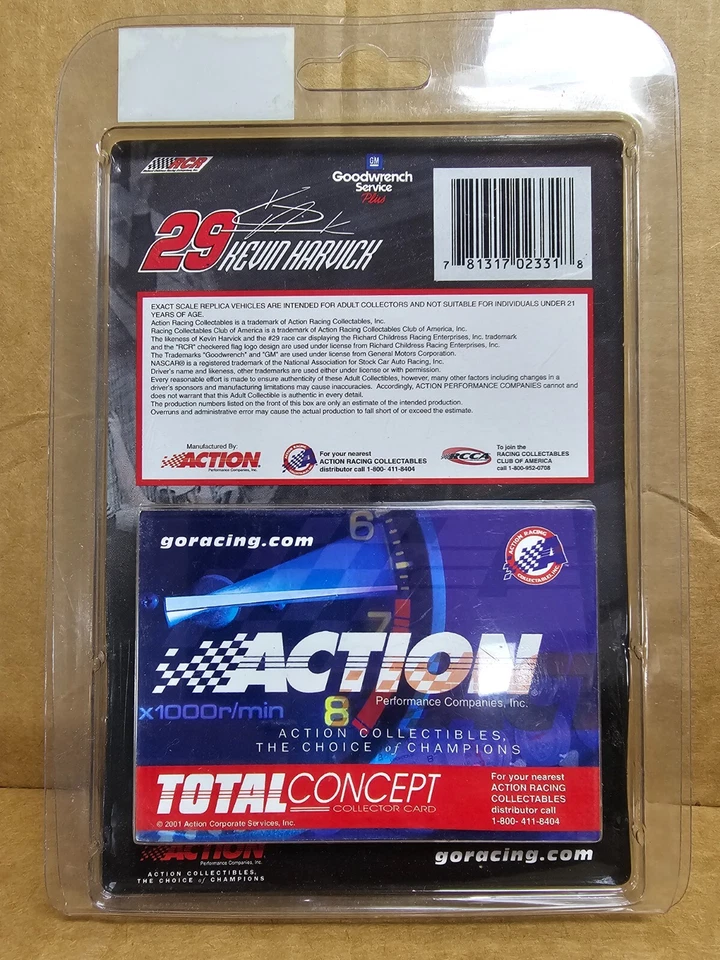 RCR
GM
Goodwrench
Service
Plus
29 KEVIN HARVICK
7 81317 02331 8
EXACT SCALE REPLICA VEHICLES ARE INTENDED FOR ADULT COLLECTORS AND NOT SUITABLE FOR INDIVIDUALS UNDER 21
YEARS OF AGE.
Action Racing Collectables is a trademark of Action Racing Collectables, Inc.
Racing Collectables Club of America is a trademark of Action Racing Collectables Club of America, Inc.
The likeness of Kevin Harvick and the #29 race car displaying the Richard Childress Racing Enterprises, Inc. trademark
and the "RCR" checkered flag logo design are used under license from Richard Childress Racing Enterprises, Inc.
The Trademarks "Goodwrench" and "GM" are used under license from General Motors Corporation.
NASCAR® is a registered trademark of the National Association for Stock Car Auto Racing, Inc.
Driver's name and likeness, other trademarks are used either under license or with permission.
Every reasonable effort is made to ensure authenticity of these Adult Collectibles, however, many other factors including changes in a
driver's sponsors and manufacturing limitations may cause inaccuracies. Accordingly, ACTION PERFORMANCE COMPANIES cannot and
does not warrant that this Adult Collectible is authentic in every detail.
The production numbers listed on the front of this box are only an estimate of the intended production.
Overruns and administrative error may cause the actual production to fall short of or exceed the estimate.
Manufactured By:
ACTION
Performance Companies, Inc.
For your nearest
ACTION RACING COLLECTABLES
distributor call 1-800- 411-8404
RCCA
To join the
RACING COLLECTABLES
CLUB OF AMERICA
call 1-800-952-0708
goracing.com
6
ACTION RACING
COLLECTABLES, INC.
7
ACTION
Performance Companies, Inc.
x1000r/min
8
ACTION COLLECTIBLES,
THE CHOICE of CHAMPIONS
TOTAL CONCEPT
COLLECTOR CARD
© 2001 Action Corporate Services, Inc.
For your nearest
ACTION RACING
COLLECTABLES
distributor call
1-800- 411-8404
ACTION
Performance Companies, Inc.
ACTION COLLECTIBLES,
THE CHOICE of CHAMPIONS
goracing.com